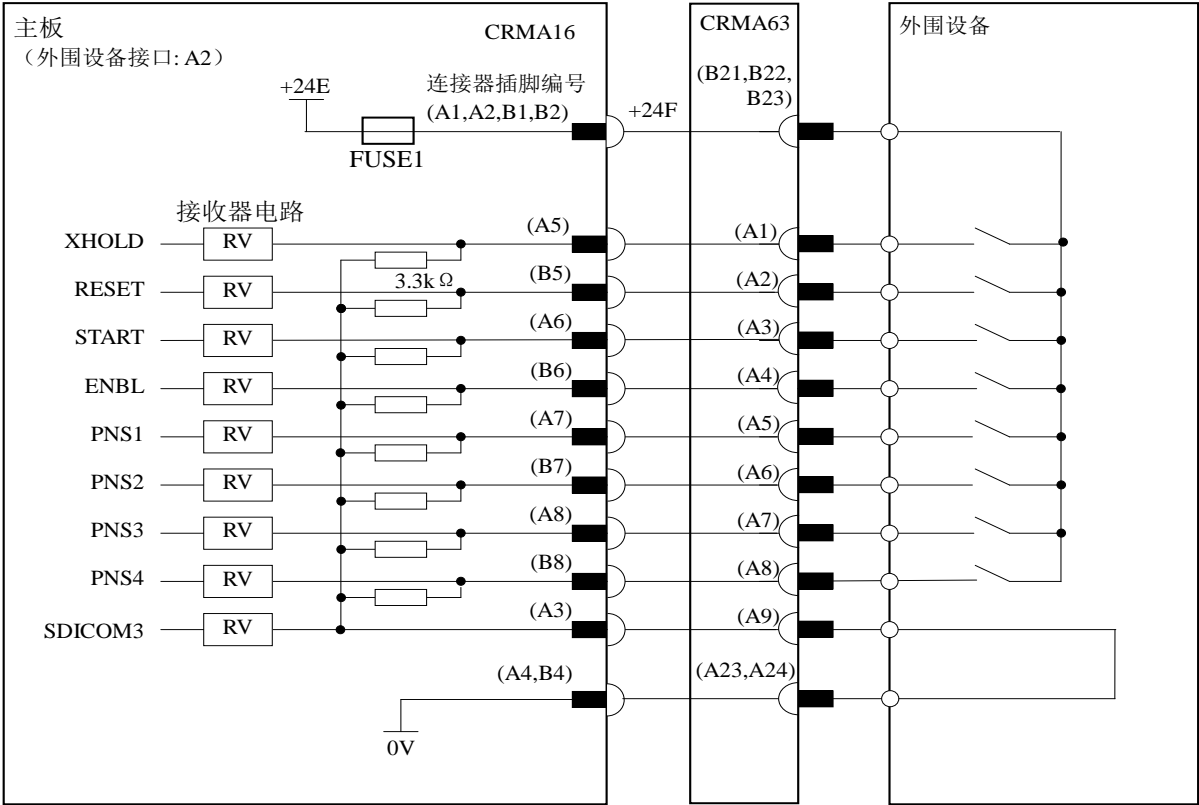 主板
（外围设备接口: A2）
CRMA16
CRMA63
外围设备
+24E
连接器插脚编号
(A1,A2,B1,B2)
+24F
(B21,B22,
B23)
FUSE1
接收器电路
XHOLD
RV
(A5)
(A1)
3.3k Ω
RESET
RV
(B5)
(A2)
START
RV
(A6)
(A3)
ENBL
RV
(B6)
(A4)
PNS1
RV
(A7)
(A5)
PNS2
RV
(B7)
(A6)
PNS3
RV
(A8)
(A7)
PNS4
RV
(B8)
(A8)
SDICOM3
RV
(A3)
(A9)
(A4,B4)
(A23,A24)
0V